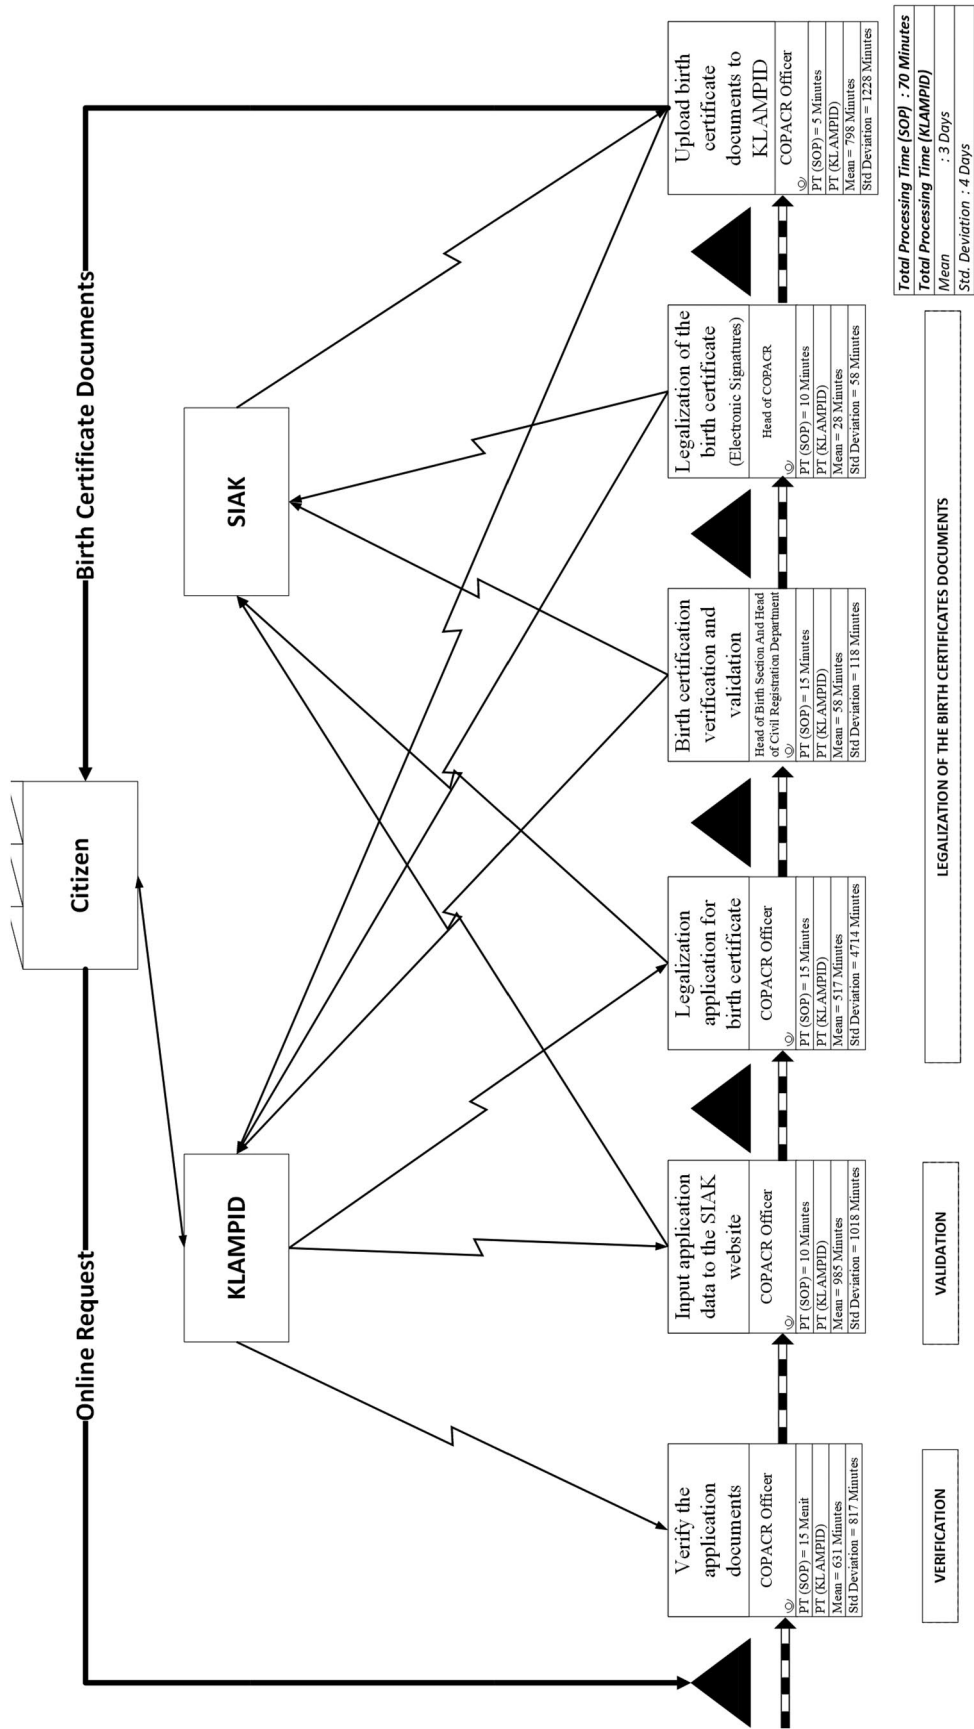 Citizen
Online Request
Birth Certificate Documents
KLAMPID
SIAK
Verify the
application
documents
COPACR Officer
PT (SOP) = 15 Menit
PT (KLAMPID)
Mean = 631 Minutes
Std Deviation = 817 Minutes
Input application
data to the SIAK
website
COPACR Officer
PT (SOP) = 10 Minutes
PT (KLAMPID)
Mean = 985 Minutes
Std Deviation = 1018 Minutes
Legalization
application for
birth certificate
COPACR Officer
PT (SOP) = 15 Minutes
PT (KLAMPID)
Mean = 517 Minutes
Std Deviation = 4714 Minutes
Birth certification
verification and
validation
Head of Birth Section And Head
of Civil Registration Department
PT (SOP) = 15 Minutes
PT (KLAMPID)
Mean = 58 Minutes
Std Deviation = 118 Minutes
Legalization of the
birth certificate
(Electronic Signatures)
Head of COPACR
PT (SOP) = 10 Minutes
PT (KLAMPID)
Mean = 28 Minutes
Std Deviation = 58 Minutes
Upload birth
certificate
documents to
KLAMPID
COPACR Officer
PT (SOP) = 5 Minutes
PT (KLAMPID)
Mean = 798 Minutes
Std Deviation = 1228 Minutes
VERIFICATION
VALIDATION
LEGALIZATION OF THE BIRTH CERTIFICATES DOCUMENTS
Total Processing Time (SOP) : 70 Minutes
Total Processing Time (KLAMPID)
Mean : 3 Days
Std. Deviation : 4 Days